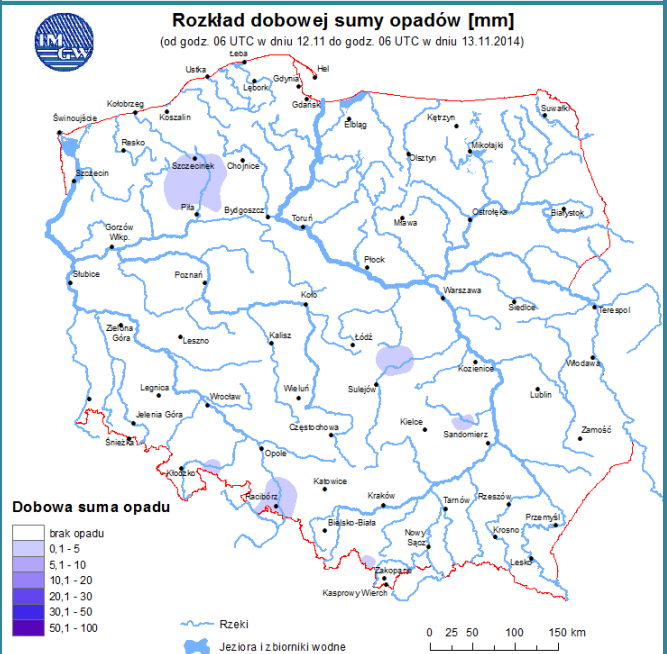 IMGW
Rozkład dobowej sumy opadów [mm]
(od godz. 06 UTC w dniu 12.11 do godz. 06 UTC w dniu 13.11.2014)
Łeba
Hel
Ustka
Gdynia
Lębork
Gdańsk
Kołobrzeg
Koszalin
Świnoujście
Suwałki
Elbląg
Kętrzyn
Resko
Mikołajki
Szczecinek
Chojnice
Olsztyn
Szczecin
Piła
Bydgoszcz
Toruń
Mława
Ostrołęka
Białystok
Gorzów
Wlkp.
Płock
Słubice
Poznań
Koło
Warszawa
Siedlce
Terespol
Zielona
Góra
Leszno
Kalisz
Łódź
Kozienice
Włodawa
Legnica
Wrocław
Wieluń
Sulejów
Lublin
Jelenia Góra
Częstochowa
Kielce
Sandomierz
Zamość
Śnieżka
Opole
Kłodzko
Katowice
Racibórz
Kraków
Tarnów
Rzeszów
Bielsko-Biała
Przemyśl
Nowy
Sącz
Krosno
Lesko
Zakopane
Kasprowy Wierch
Dobowa suma opadu
brak opadu
0,1 - 5
5,1 - 10
10,1 - 20
20,1 - 30
30,1 - 50
50,1 - 100
Rzeki
Jeziora i zbiorniki wodne
0 25 50 100 150 km